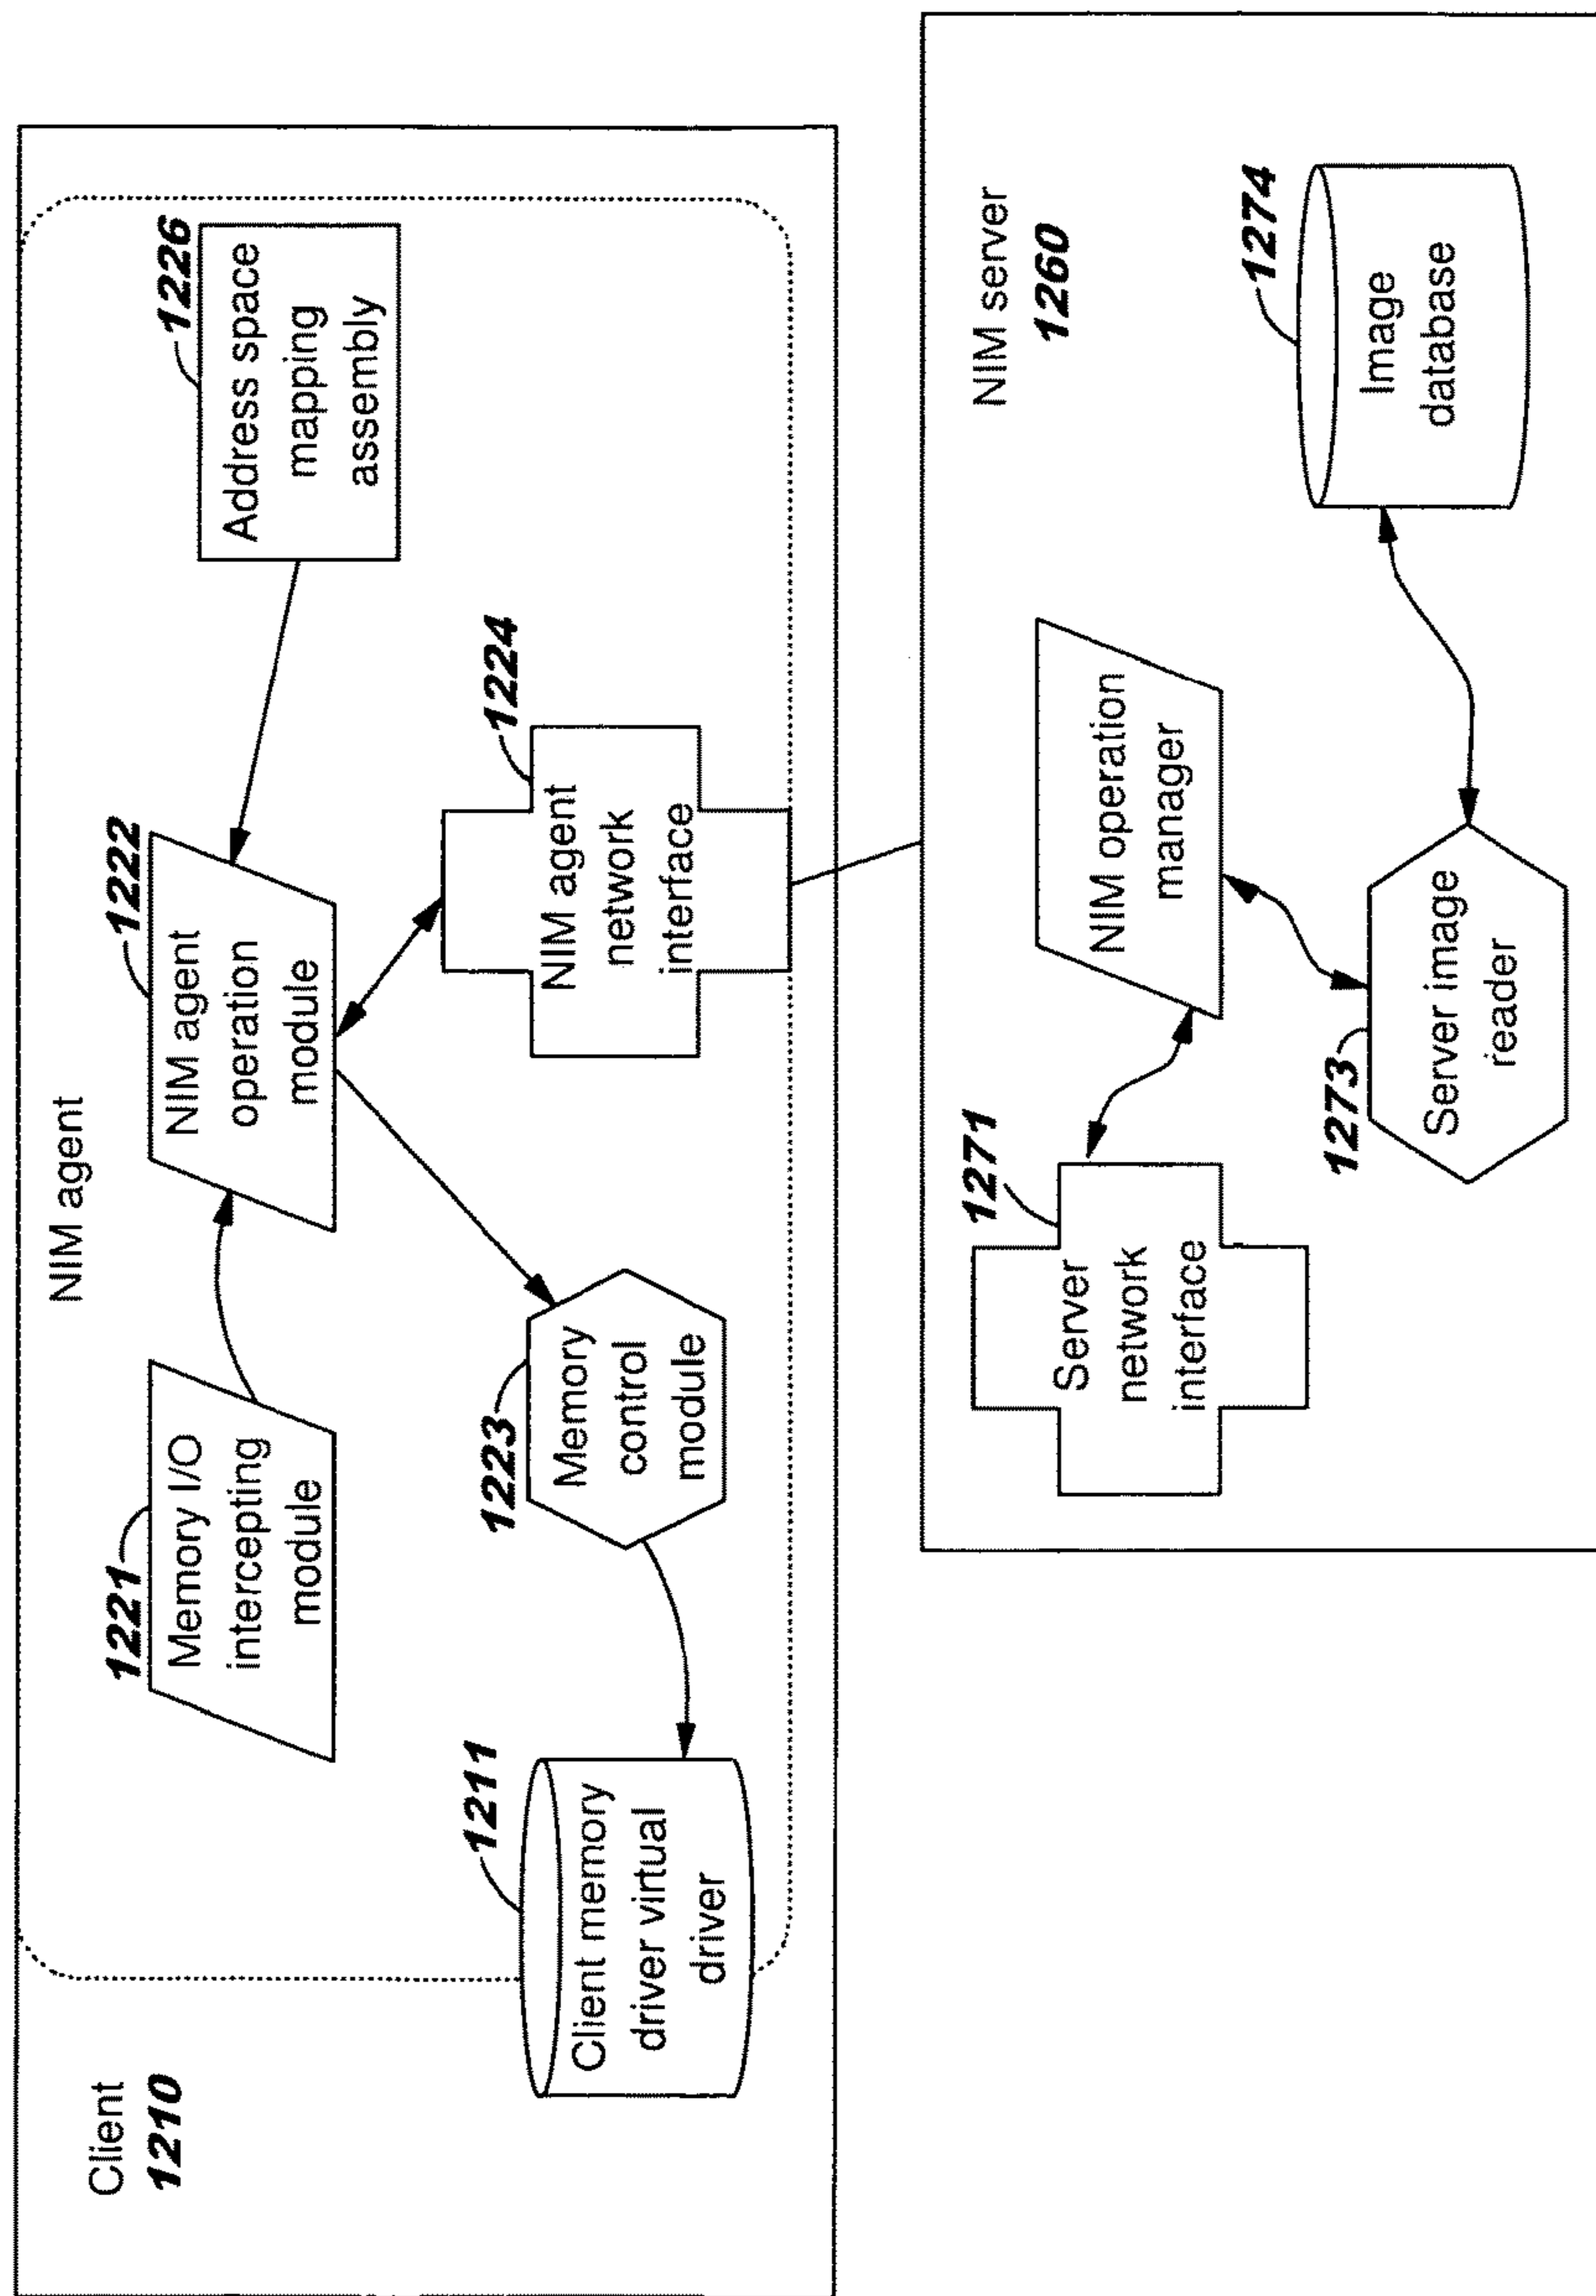 Client
1210
NIM agent
1221
Memory I/O
intercepting
module
1222
NIM agent
operation
module
1226
Address space
mapping
assembly
1211
Client memory
driver virtual
driver
1223
Memory
control
module
1224
NIM agent
network
interface
NIM server
1260
1271
Server
network
interface
NIM operation
manager
1273
Server image
reader
1274
Image
database